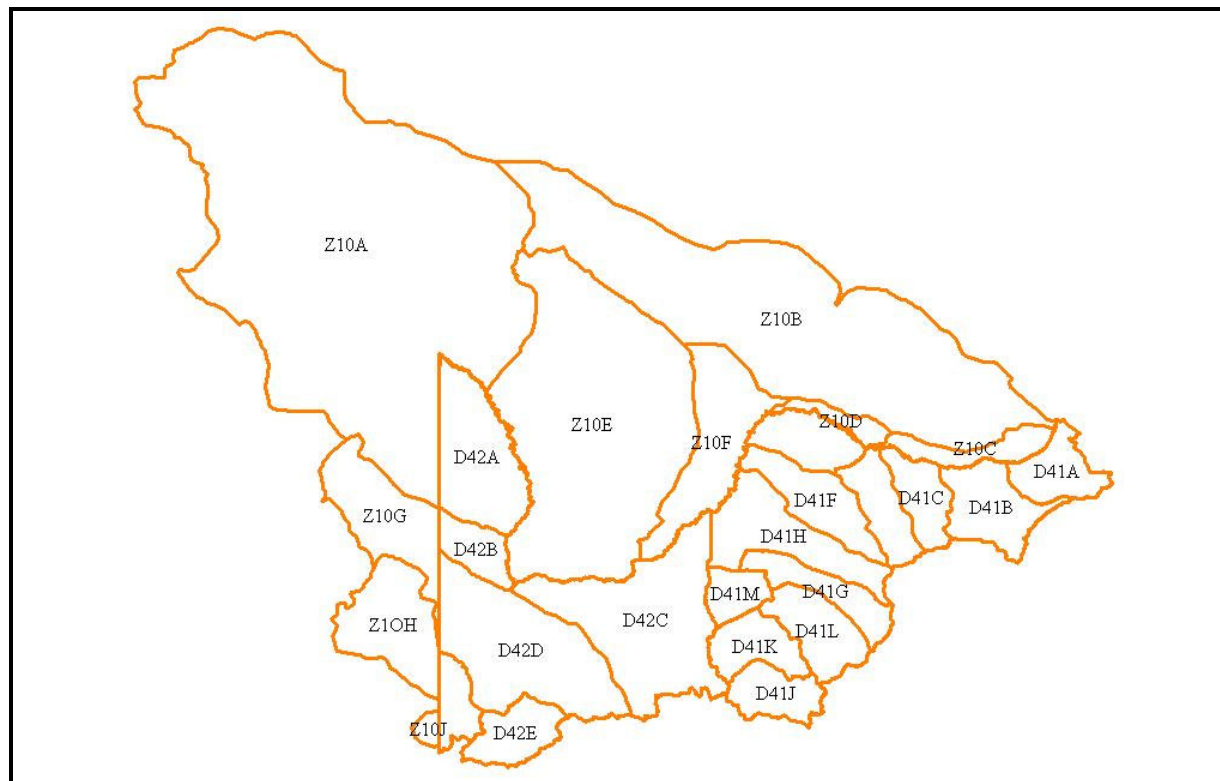 Z10A
Z10B
Z10D
Z10E
Z10F
Z10C
D42A
D41A
D41F
D41C
D41B
Z10G
D41H
D42B
D41M
D41G
Z1OH
D42C
D41L
D42D
D41K
D41J
Z10J
D42E